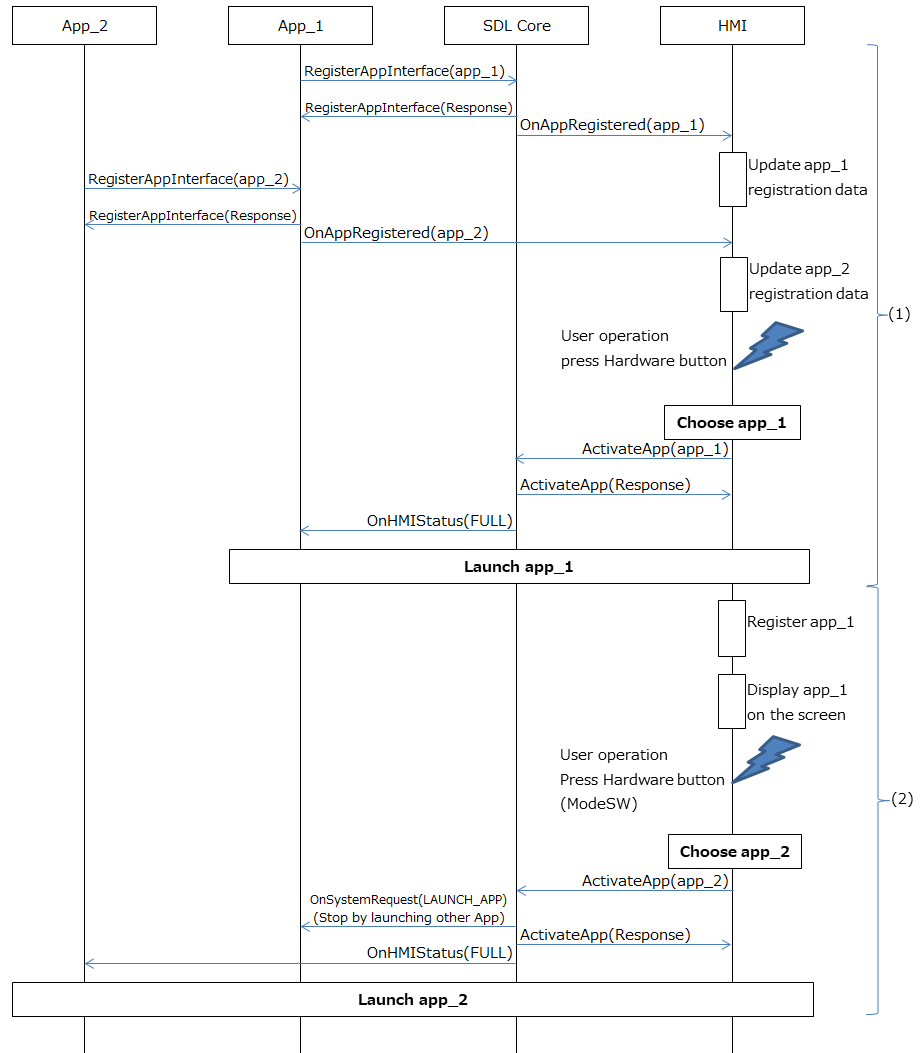 App_2
App_1
SDL Core
HMI
RegisterAppInterface(app_1)
RegisterAppInterface(Response)
OnAppRegistered(app_1)
Update app_1
registration data
RegisterAppInterface(app_2)
RegisterAppInterface(Response)
OnAppRegistered(app_2)
Update app_2
registration data
(1)
User operation
press Hardware button
Choose app_1
ActivateApp(app_1)
ActivateApp(Response)
OnHMIStatus(FULL)
Launch app_1
Register app_1
Display app_1
on the screen
User operation
Press Hardware button
(ModeSW)
(2)
Choose app_2
ActivateApp(app_2)
OnSystemRequest(LAUNCH_APP)
(Stop by launching other App)
ActivateApp(Response)
OnHMIStatus(FULL)
Launch app_2